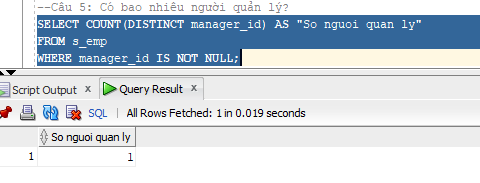 --Câu 5: Có bao nhiêu người quản lý?
SELECT COUNT(DISTINCT manager_id) AS "So nguoi quan ly"
FROM s_emp
WHERE manager_id IS NOT NULL;
Script Output x Query Result x
SQL | All Rows Fetched: 1 in 0.019 seconds
So nguoi quan ly
1 1